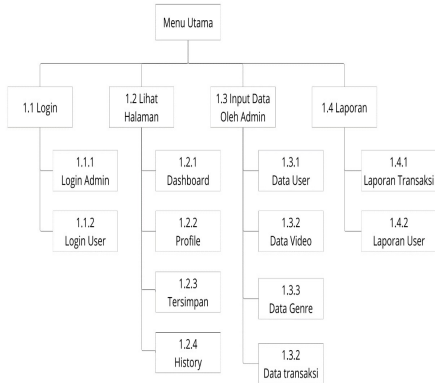 Menu Utama
1.1 Login
1.2 Lihat
Halaman
1.3 Input Data
Oleh Admin
1.4 Laporan
1.1.1
Login Admin
1.1.2
Login User
1.2.1
Dashboard
1.2.2
Profile
1.2.3
Tersimpan
1.2.4
History
1.3.1
Data User
1.3.2
Data Video
1.3.3
Data Genre
1.3.2
Data transaksi
1.4.1
Laporan Transaksi
1.4.2
Laporan User